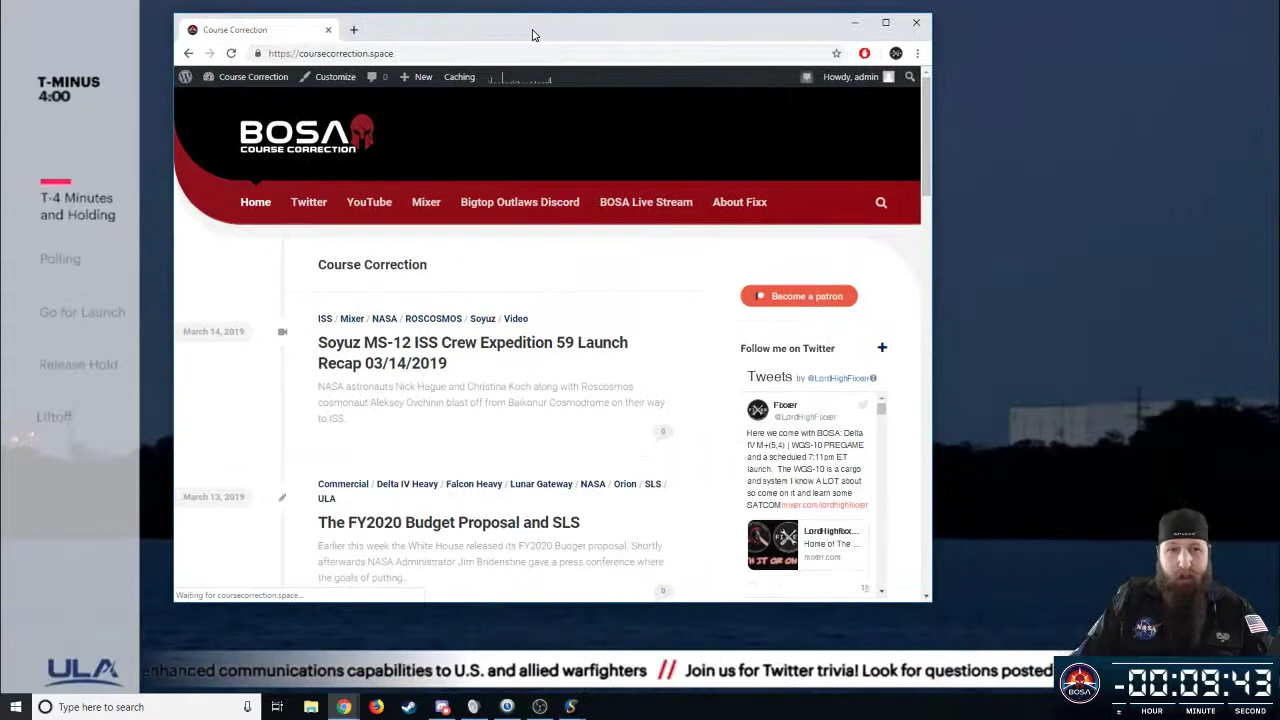 Course Correction
https://coursecorrection.space
T-MINUS
4:00
Course Correction
Customize
0
New
Caching
Howdy, admin
BOSA
COURSE CORRECTION
T-4 Minutes
and Holding
Home
Twitter
YouTube
Mixer
Bigtop Outlaws Discord
BOSA Live Stream
About Fixx
Polling
Course Correction
Become a patron
Go for Launch
ISS / Mixer / NASA / ROSCOSMOS / Soyuz / Video
March 14, 2019
Soyuz MS-12 ISS Crew Expedition 59 Launch
Recap 03/14/2019
Follow me on Twitter
Release Hold
Tweets by @LordHighFixxer
NASA astronauts Nick Hague and Christina Koch along with Roscosmos
cosmonaut Aleksey Ovchinin blast off from Baikonur Cosmodrome on their way
to ISS.
0
Liftoff
Fixxer
@LordHighFixxer
Here we come with BOSA: Delta
IV M+(5,4) | WGS-10 PREGAME
and a scheduled 7:11pm ET
launch. The WGS-10 is a cargo
and system I know A LOT about
so come on it and learn some
SATCOMmixer.com/lordhighfixxer
Commercial / Delta IV Heavy / Falcon Heavy / Lunar Gateway / NASA / Orion / SLS /
ULA
March 13, 2019
The FY2020 Budget Proposal and SLS
Earlier this week the White House released its FY2020 Budget proposal. Shortly
afterwards NASA Administrator Jim Bridenstine gave a press conference where
the goals of putting..
0
LordHighfixx...
Home of The ...
mixer.com
1h
Waiting for coursecorrection.space...
ULA
enhanced communications capabilities to U.S. and allied warfighters // Join us for Twitter trivia! Look for questions posted
NASA
BOSA
-00:03:43
± HOUR MINUTE SECOND
Type here to search